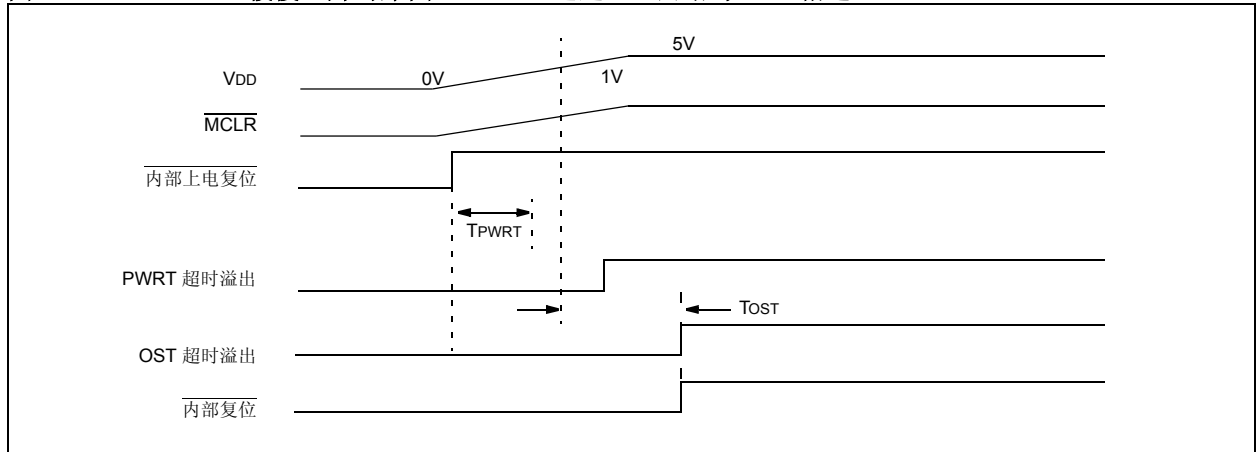 5V
VDD 0V 1V
MCLR
内部上电复位
TPWRT
PWRT 超时溢出
TOST
OST 超时溢出
内部复位